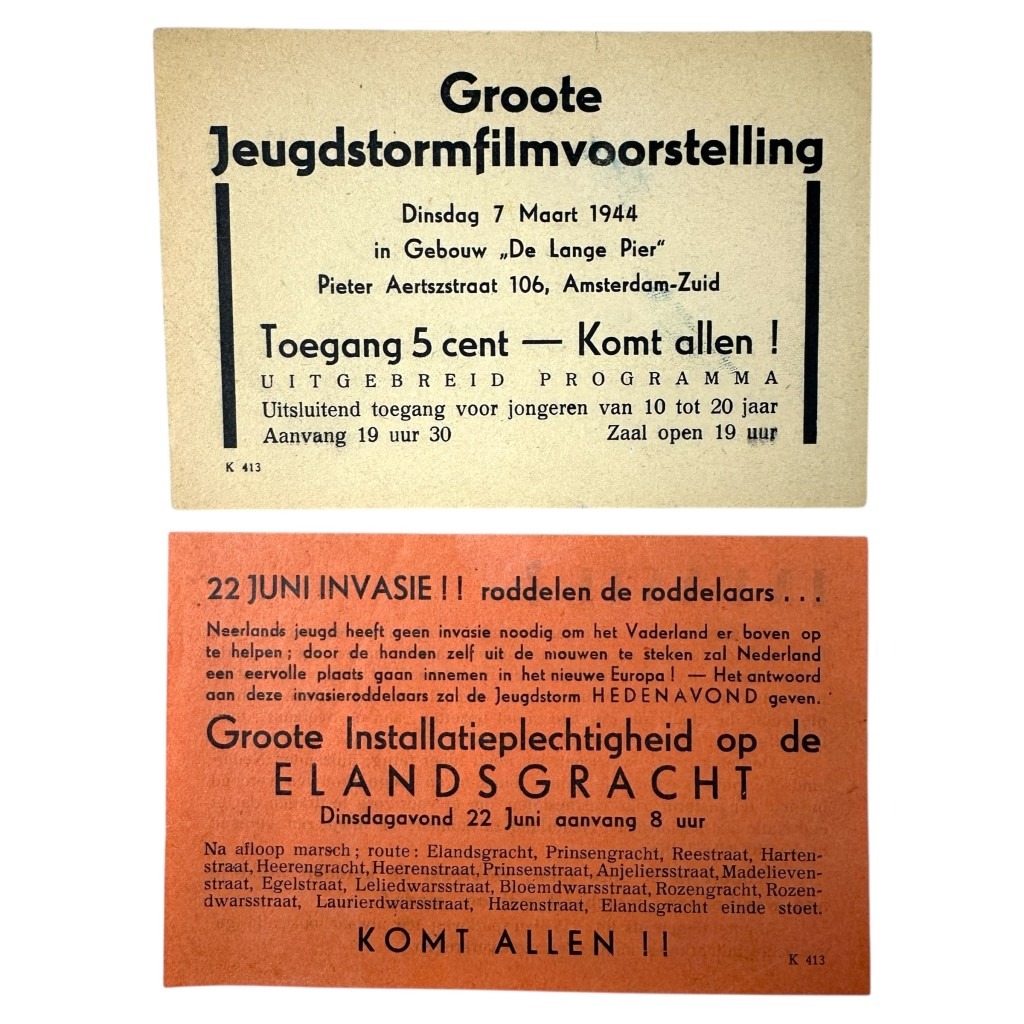 Groote
Jeugdstormfilmvoorstelling
Dinsdag 7 Maart 1944
in Gebouw „De Lange Pier"
Pieter Aertszstraat 106, Amsterdam-Zuid
Toegang 5 cent — Komt allen !
UITGEBREID PROGRAMMA
Uitsluitend toegang voor jongeren van 10 tot 20 jaar
Aanvang 19 uur 30 Zaal open 19 uur
K 413
22 JUNI INVASIE !! roddelen de roddelaars . . .
Neerlands jeugd heeft geen invasie noodig om het Vaderland er boven op
te helpen ; door de handen zelf uit de mouwen te steken zal Nederland
een eervolle plaats gaan innemen in het nieuwe Europa ! — Het antwoord
aan deze invasieroddelaars zal de Jeugdstorm HEDENAVOND geven.
Groote Installatieplechtigheid op de
ELANDSGRACHT
Dinsdagavond 22 Juni aanvang 8 uur
Na afloop marsch ; route : Elandsgracht, Prinsengracht, Reestraat, Harten-
straat, Heerengracht, Heerenstraat, Prinsenstraat, Anjeliersstraat, Madelieven-
straat, Egelstraat, Leliedwarsstraat, Bloemdwarsstraat, Rozengracht, Rozen-
dwarsstraat, Laurierdwarsstraat, Hazenstraat, Elandsgracht einde stoet.
KOMT ALLEN !!
K 413